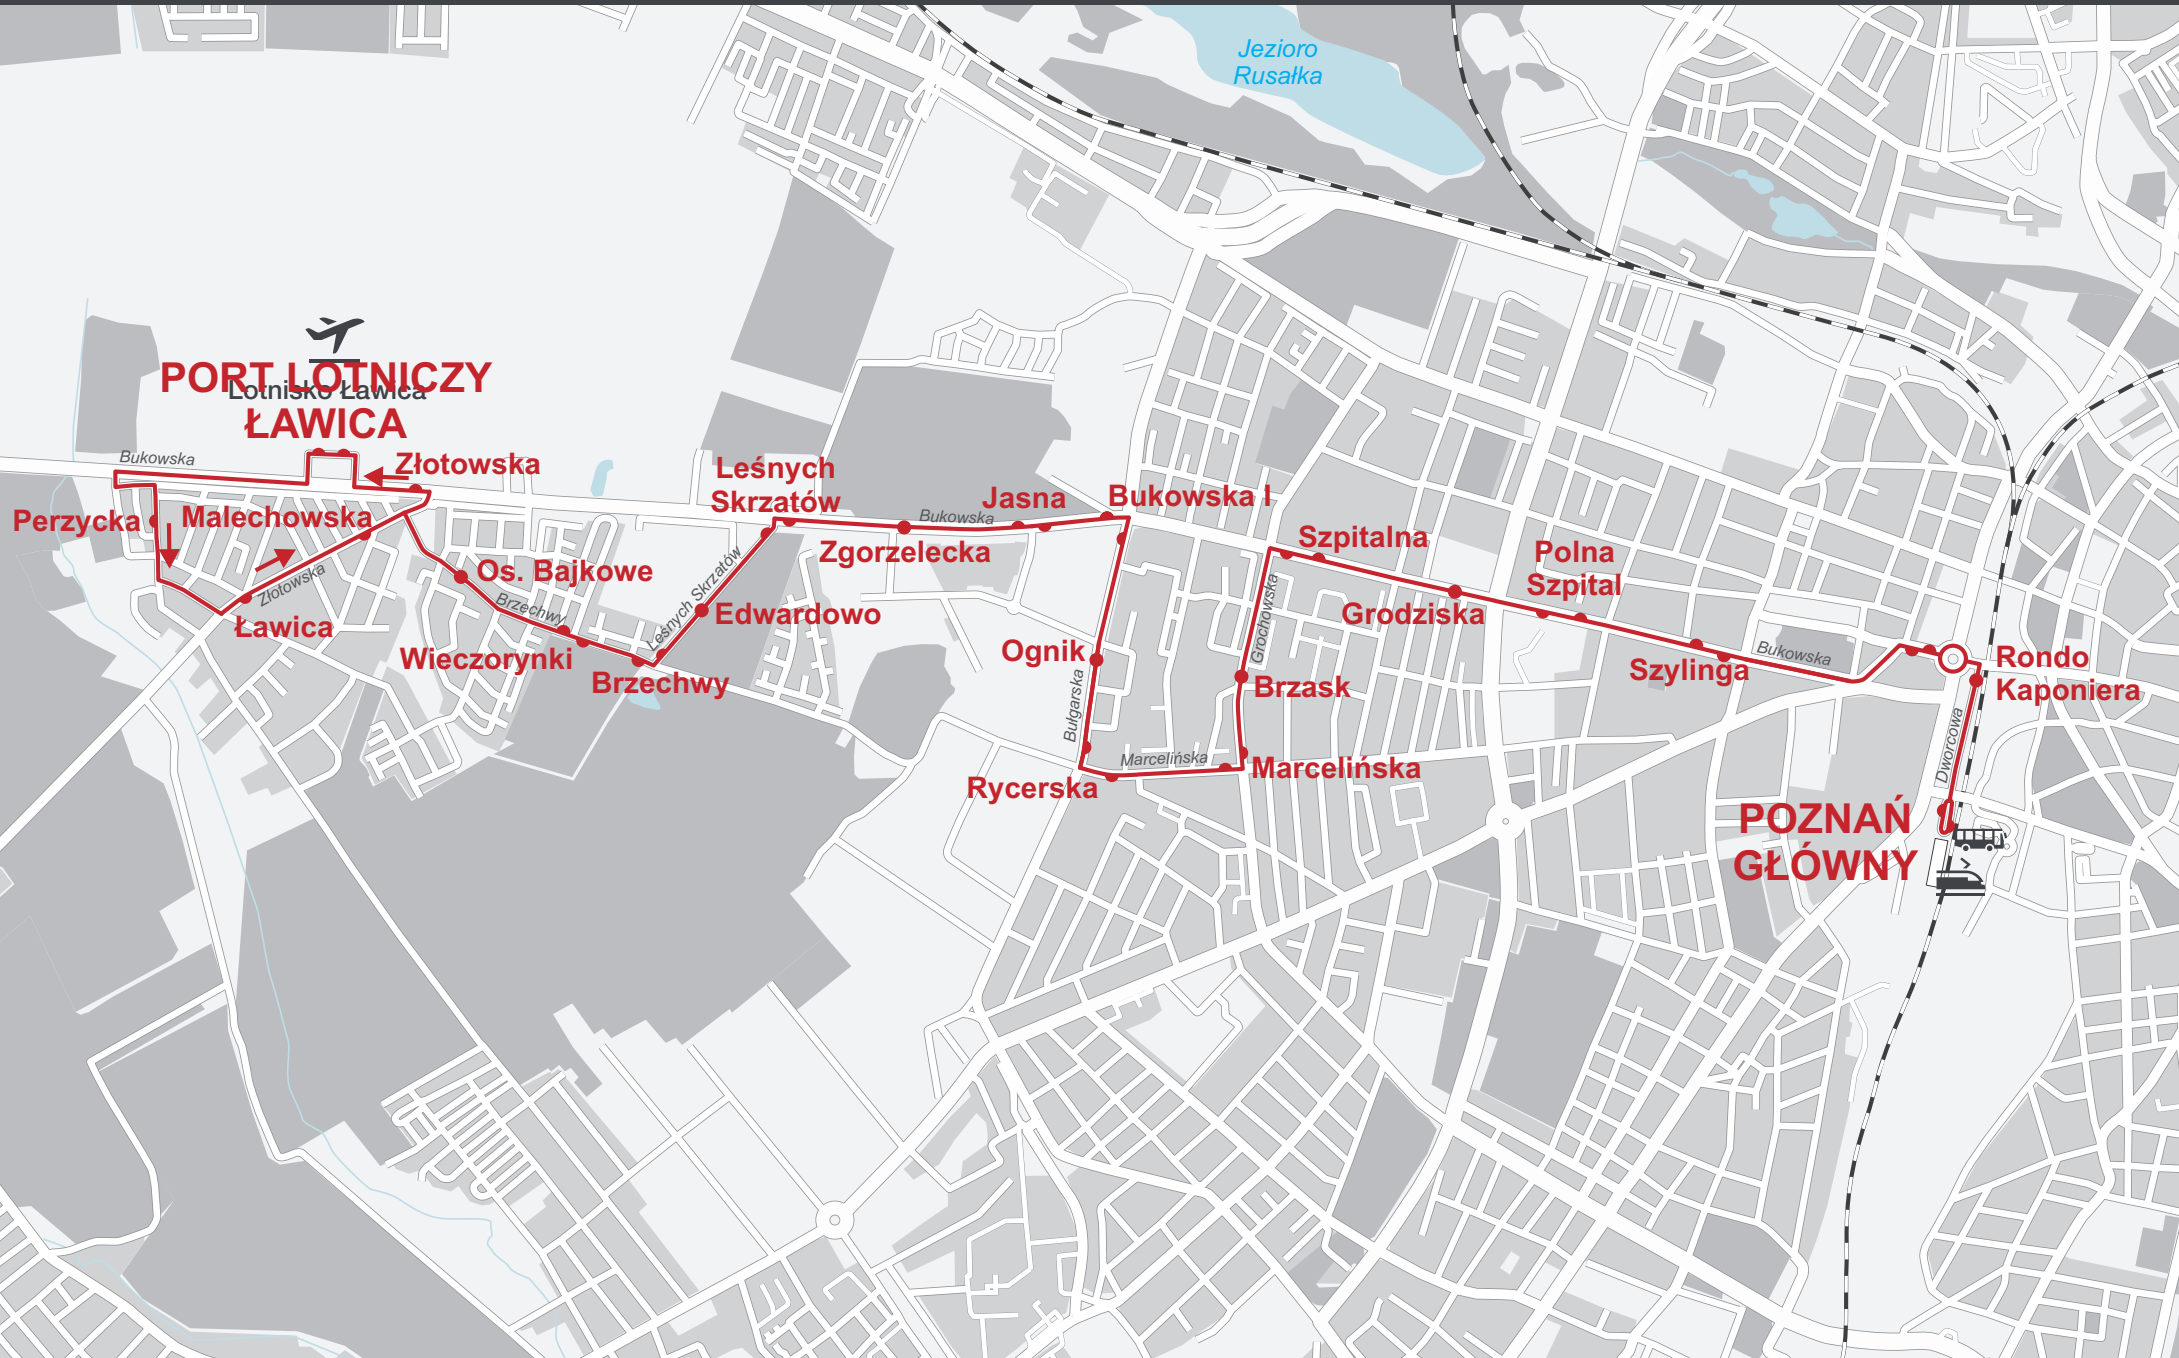 Jezioro
Rusałka
PORT LOTNICZY
Lotnisko Ławica
ŁAWICA
Bukowska
Złotowska
Leśnych
Skrzatów
Jasna
Bukowska I
Perzycka
Malechowska
Bukowska
Szpitalna
Zgorzelecka
Polna
Szpital
Os. Bajkowe
Złotowska
Brzechwy
Leśnych Skrzatów
Edwardowo
Grochowska
Grodziska
Ławica
Wieczorynki
Ognik
Bukowska
Rondo
Kaponiera
Szylinga
Brzechwy
Brzask
Bułgarska
Dworcowa
Marcelińska
Marcelińska
Rycerska
POZNAŃ
GŁÓWNY